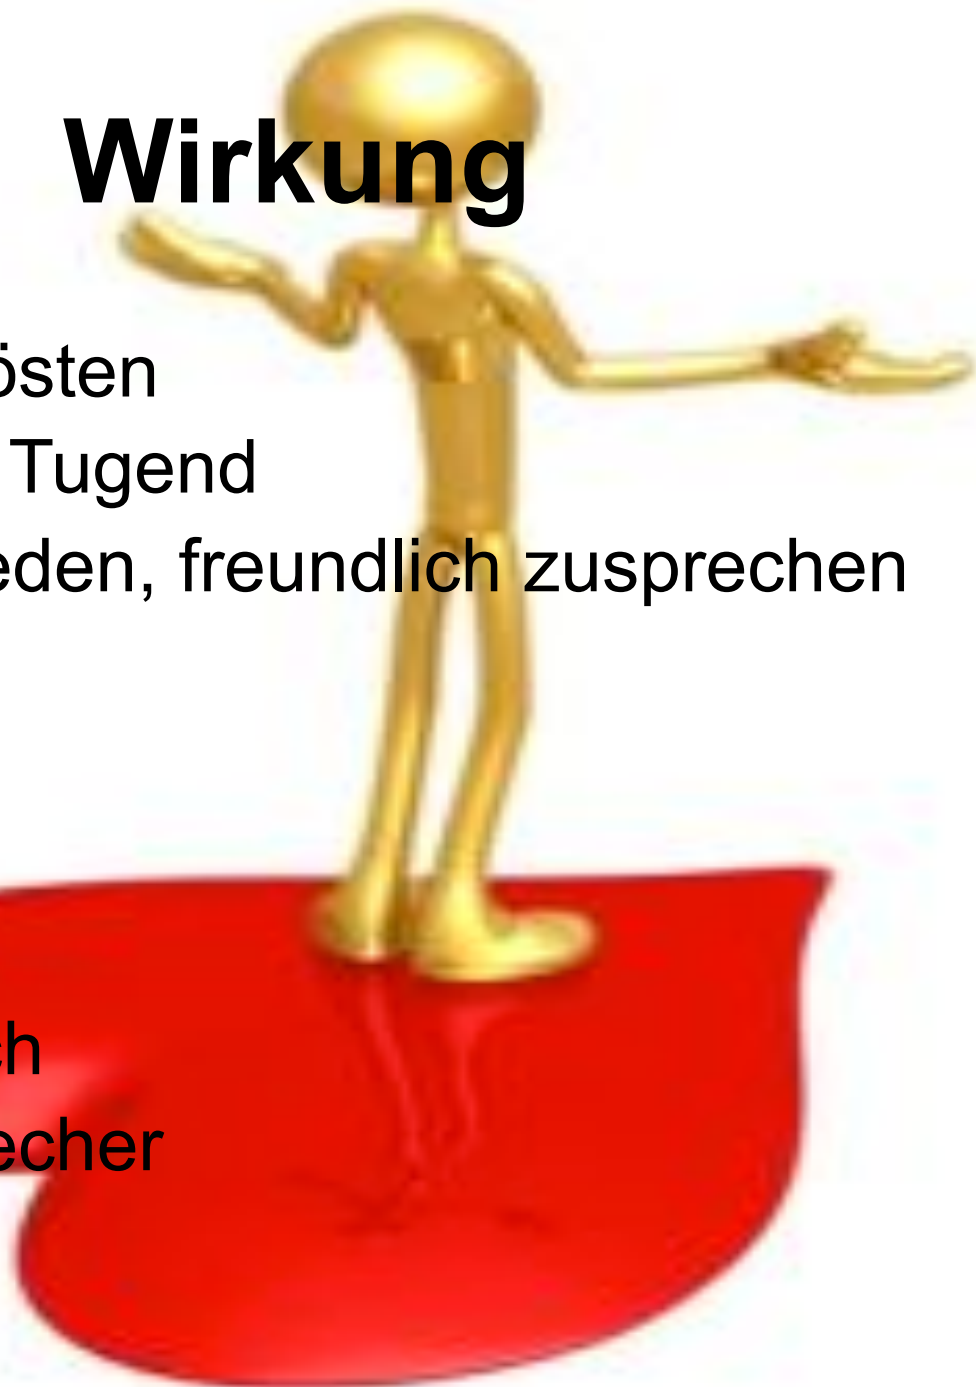 Wirkung
östen
Tugend
eden, freundlich zusprechen
ch
echer